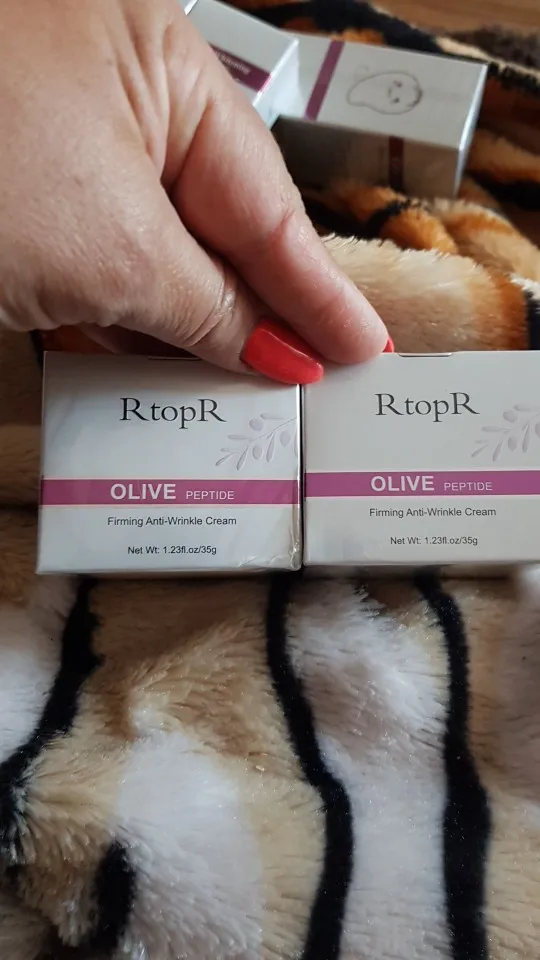 RtopR
OLIVE PEPTIDE
Firming Anti-Wrinkle Cream
Net Wt: 1.23fl.oz/35g
RtopR
OLIVE PEPTIDE
Firming Anti-Wrinkle Cream
Net Wt: 1.23fl.oz/35g